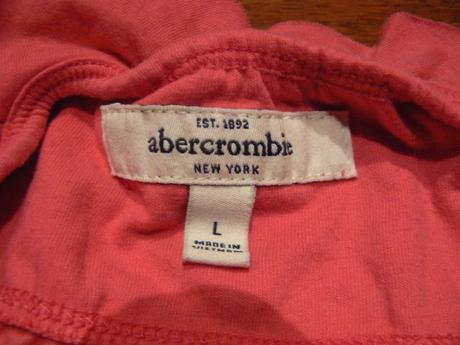 EST. 1892
abercrombie
NEW YORK
L
MADE IN
VIETNAM